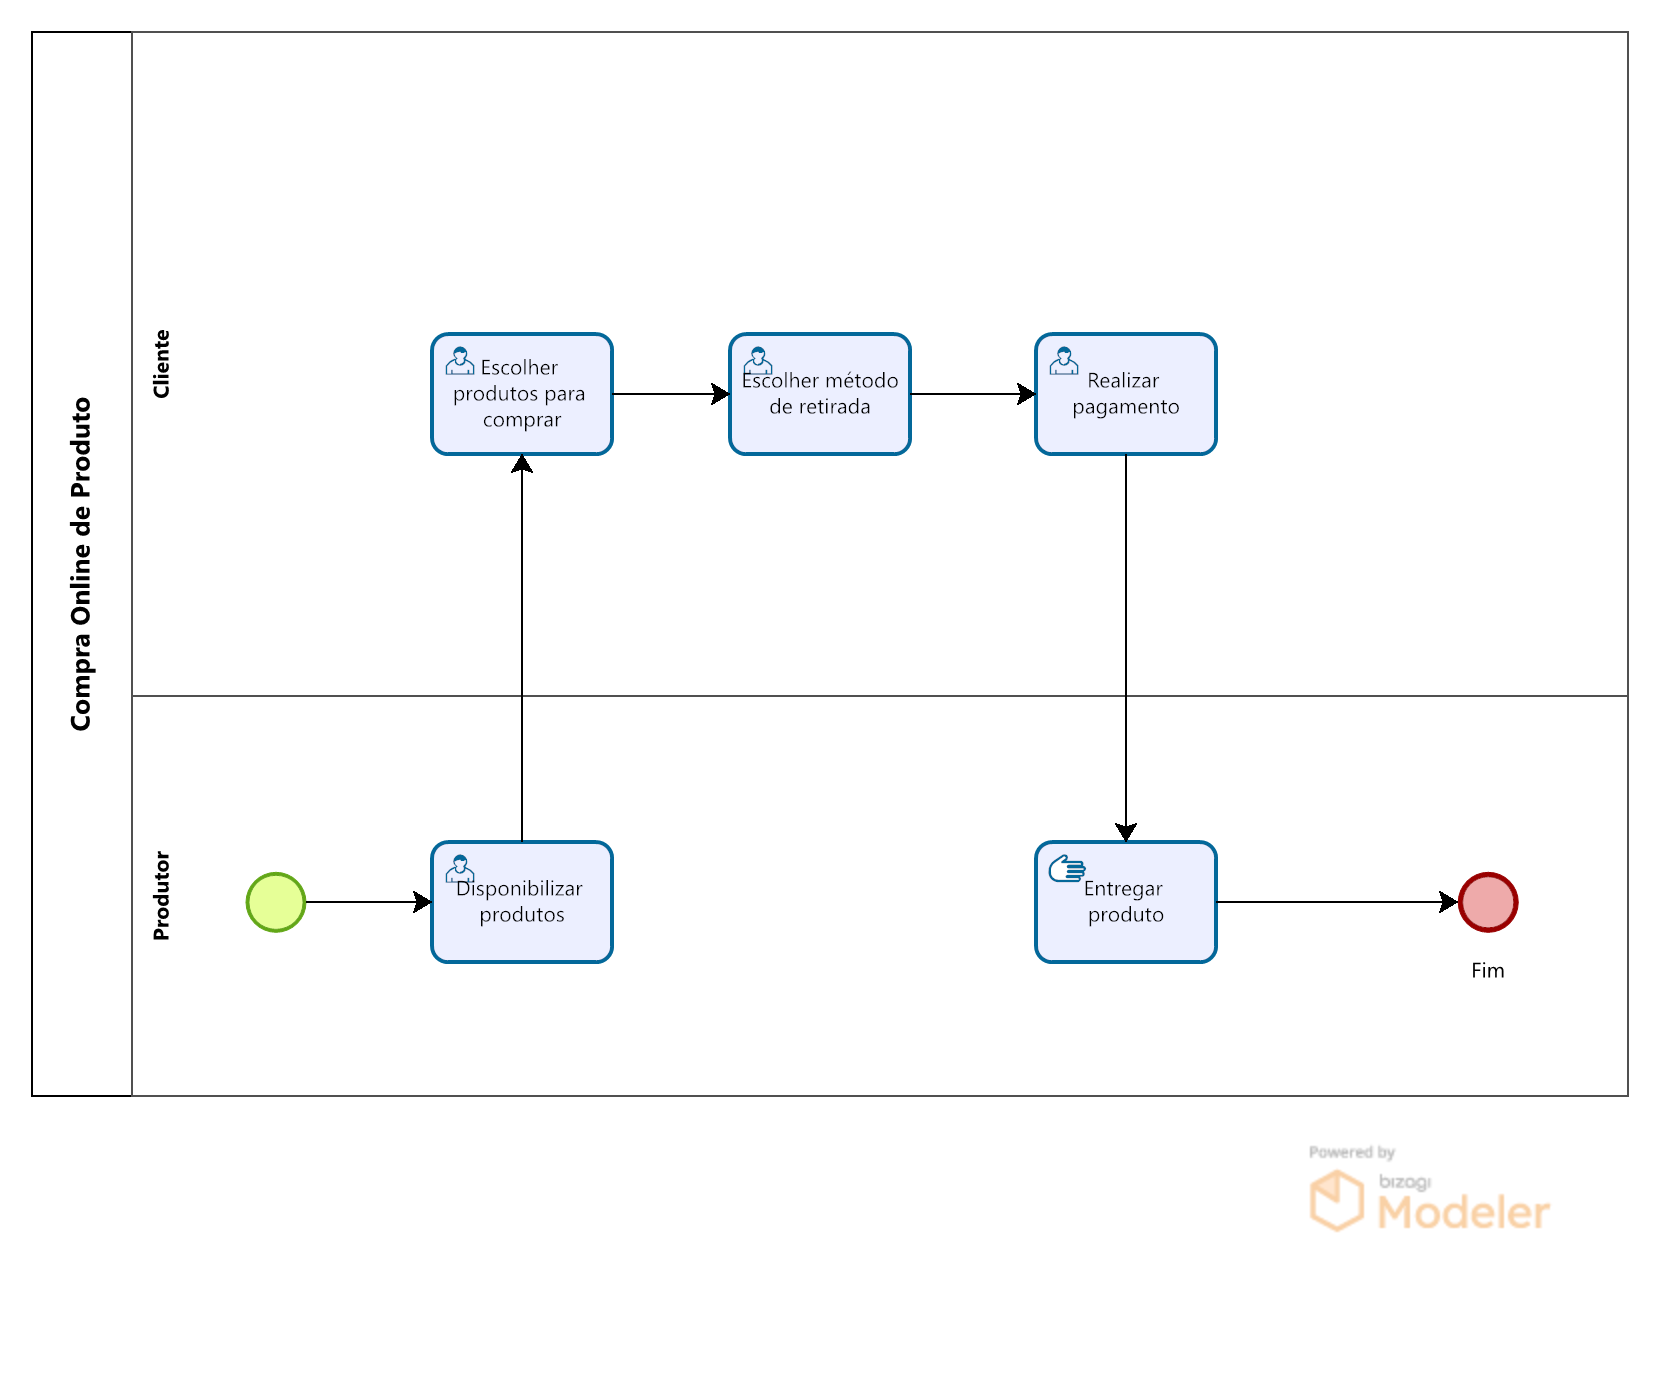 Compra Online de Produto
Cliente
Escolher
produtos para
comprar
Escolher método
de retirada
Realizar
pagamento
Produtor
Disponibilizar
produtos
Entregar
produto
Fim
Powered by
bizagi
Modeler